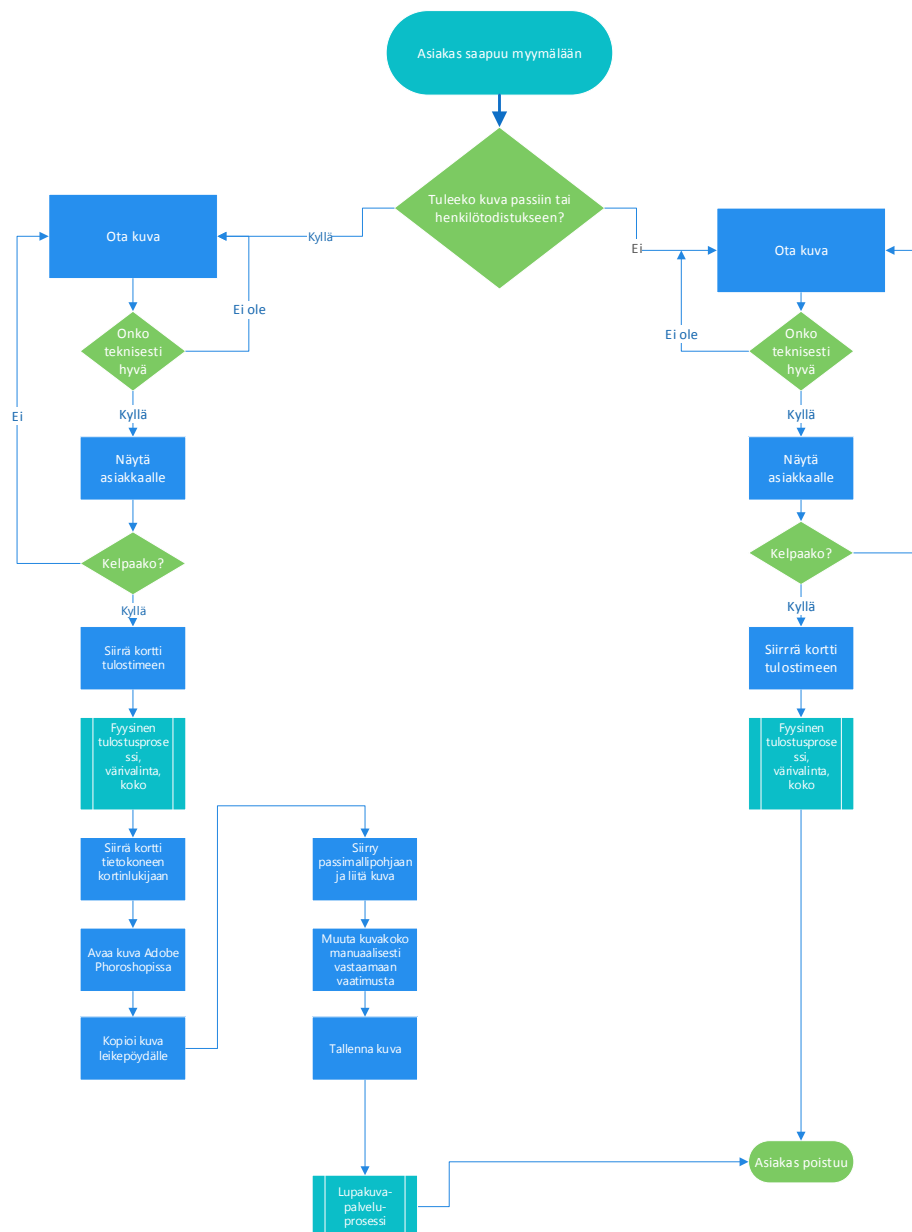 Asiakas saapuu myymälään
Tuleeko kuva passiin tai
henkilötodistukseen?
Kyllä
Ei
Ota kuva
Ei ole
Onko
teknisesti
hyvä
Kyllä
Ei
Näytä
asiakkaalle
Kelpaako?
Kyllä
Siirrä kortti
tulostimeen
Fyysinen
tulostusprose
ssi,
värivalinta,
koko
Siirrä kortti
tietokoneen
kortinlukijaan
Avaa kuva Adobe
Phoroshopissa
Kopioi kuva
leikepöydälle
Siirry
passimallipohjaan
ja liitä kuva
Muuta kuvakoko
manuaalisesti
vastaamaan
vaatimusta
Tallenna kuva
Lupakuva-
palvelu-
prosessi
Ota kuva
Ei ole
Onko
teknisesti
hyvä
Kyllä
Näytä
asiakkaalle
Kelpaako?
Kyllä
Siirrrä kortti
tulostimeen
Fyysinen
tulostusprose
ssi,
värivalinta,
koko
Asiakas poistuu